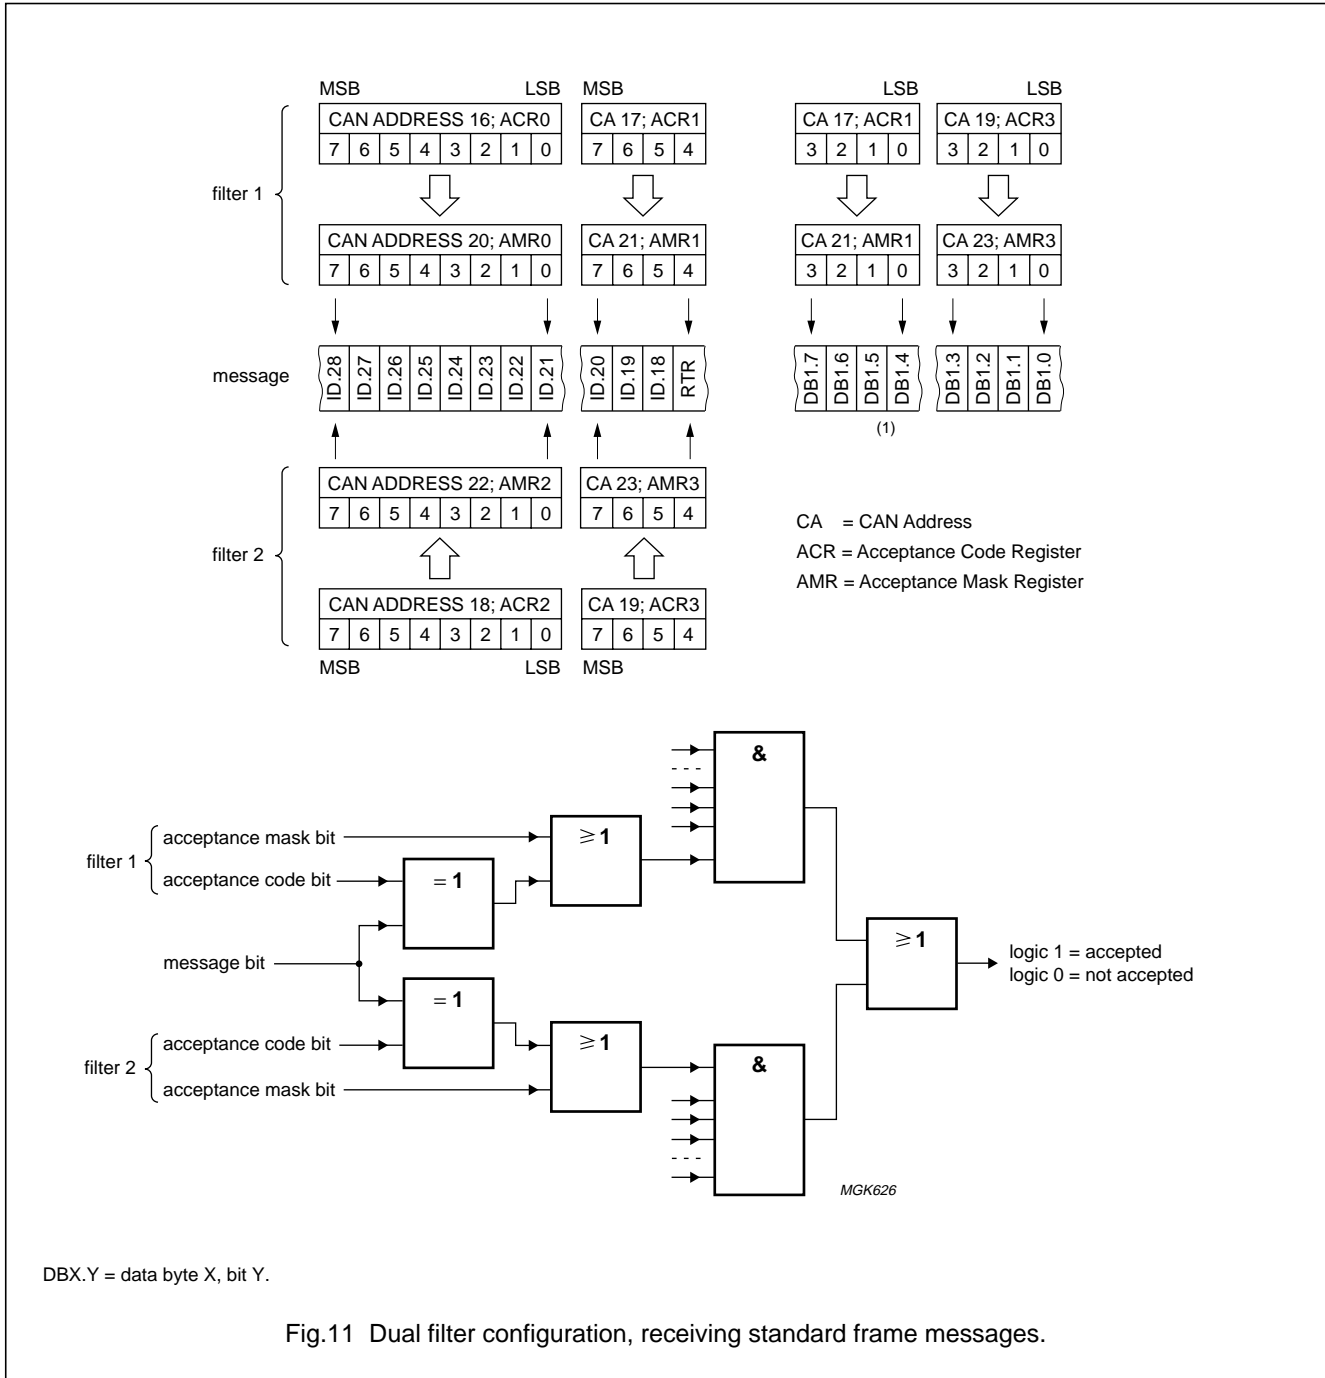 MSB LSB MSB LSB LSB
CAN ADDRESS 16; ACR0 CA 17; ACR1 CA 17; ACR1 CA 19; ACR3
7 6 5 4 3 2 1 0 7 6 5 4 3 2 1 0 3 2 1 0
filter 1
CAN ADDRESS 20; AMR0 CA 21; AMR1 CA 21; AMR1 CA 23; AMR3
7 6 5 4 3 2 1 0 7 6 5 4 3 2 1 0 3 2 1 0
message ID.28 ID.27 ID.26 ID.25 ID.24 ID.23 ID.22 ID.21 ID.20 ID.19 ID.18 RTR DB1.7 DB1.6 DB1.5 DB1.4 DB1.3 DB1.2 DB1.1 DB1.0
(1)
CAN ADDRESS 22; AMR2 CA 23; AMR3
7 6 5 4 3 2 1 0 7 6 5 4
filter 2
CAN ADDRESS 18; ACR2 CA 19; ACR3
7 6 5 4 3 2 1 0 7 6 5 4
MSB LSB MSB
CA = CAN Address
ACR = Acceptance Code Register
AMR = Acceptance Mask Register
&
filter 1
acceptance mask bit
≥ 1
acceptance code bit
= 1
message bit
≥ 1
logic 1 = accepted
logic 0 = not accepted
= 1
filter 2
acceptance code bit
≥ 1
acceptance mask bit
&
MGK626
DBX.Y = data byte X, bit Y.
Fig.11 Dual filter configuration, receiving standard frame messages.